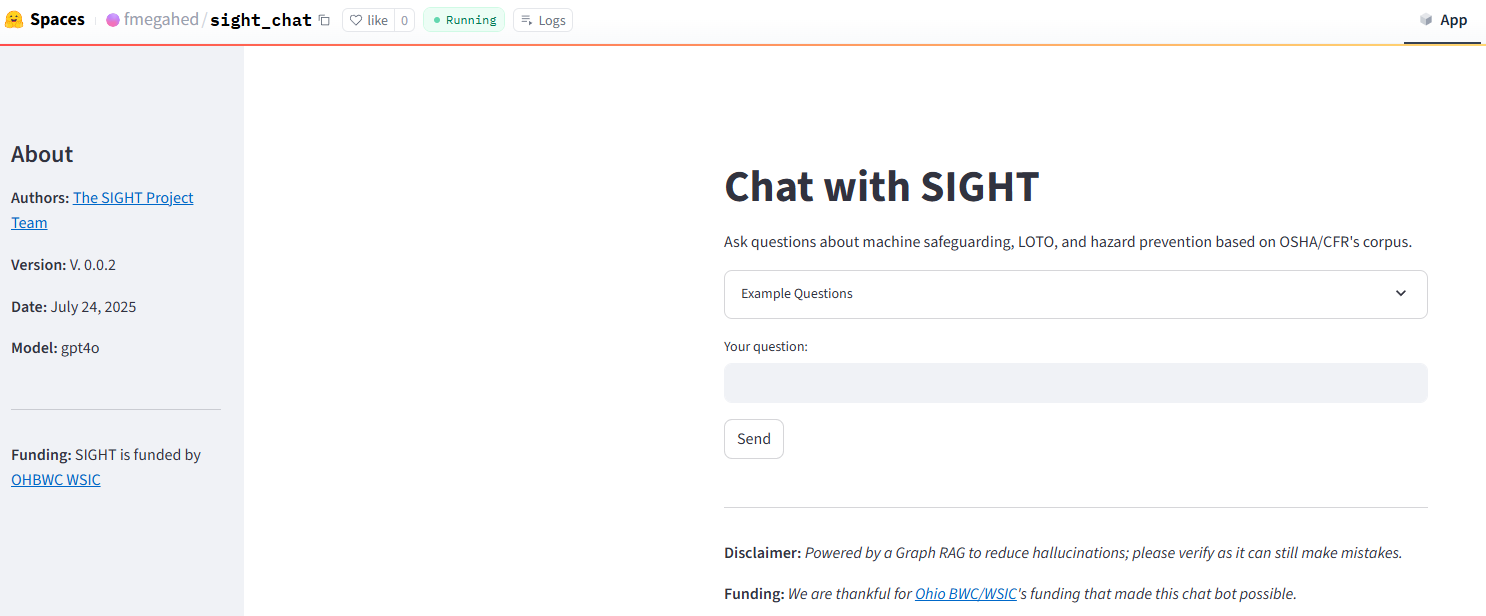 Spaces fmegahed/sight_chat like 0 Running Logs App
About
Authors: The SIGHT Project
Team
Version: V. 0.0.2
Date: July 24, 2025
Model: gpt4o
Funding: SIGHT is funded by
OHBWC WSIC
Chat with SIGHT
Ask questions about machine safeguarding, LOTO, and hazard prevention based on OSHA/CFR's corpus.
Example Questions
Your question:
Send
Disclaimer: Powered by a Graph RAG to reduce hallucinations; please verify as it can still make mistakes.
Funding: We are thankful for Ohio BWC/WSIC's funding that made this chat bot possible.